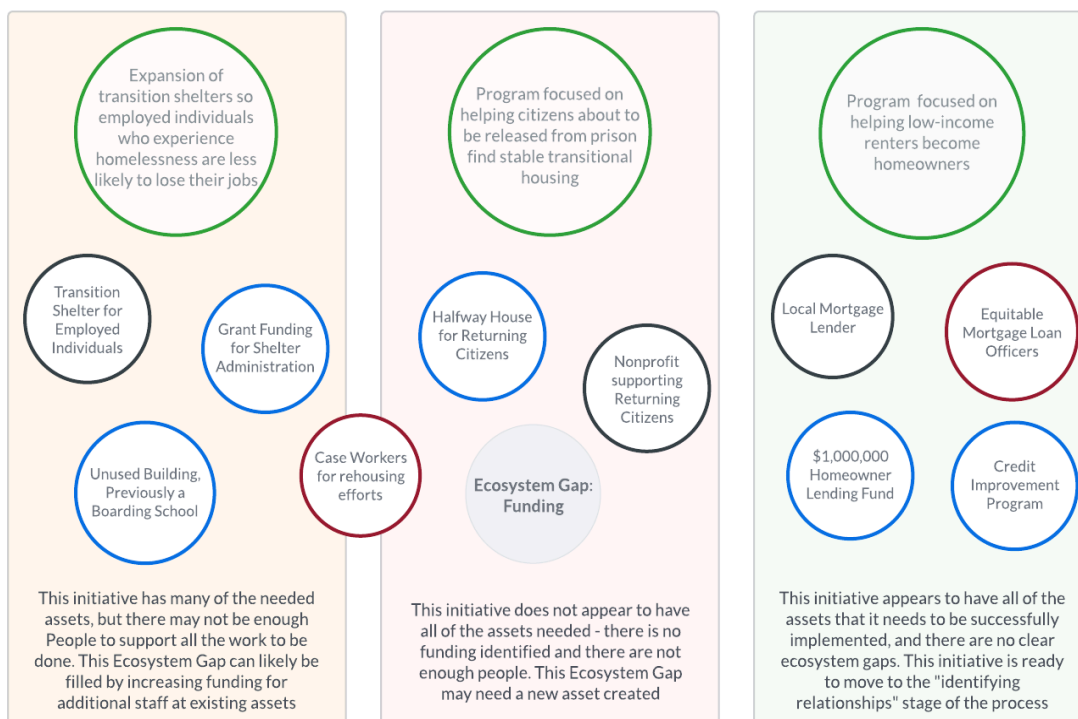 Expansion of
transition shelters so
employed individuals
who experience
homelessness are less
likely to lose their jobs
Transition
Shelter for
Employed
Individuals
Grant Funding
for Shelter
Administration
Unused Building,
Previously a
Boarding School
Case Workers
for rehousing
efforts
This initiative has many of the needed
assets, but there may not be enough
People to support all the work to be
done. This Ecosystem Gap can likely be
filled by increasing funding for
additional staff at existing assets
Program focused on
helping citizens about to
be released from prison
find stable transitional
housing
Halfway House
for Returning
Citizens
Nonprofit
supporting
Returning
Citizens
Ecosystem Gap:
Funding
This initiative does not appear to have
all of the assets needed - there is no
funding identified and there are not
enough people. This Ecosystem Gap
may need a new asset created
Program focused on
helping low-income
renters become
homeowners
Local Mortgage
Lender
Equitable
Mortgage Loan
Officers
$1,000,000
Homeowner
Lending Fund
Credit
Improvement
Program
This initiative appears to have all of the
assets that it needs to be successfully
implemented, and there are no clear
ecosystem gaps. This initiative is ready
to move to the "identifying
relationships" stage of the process